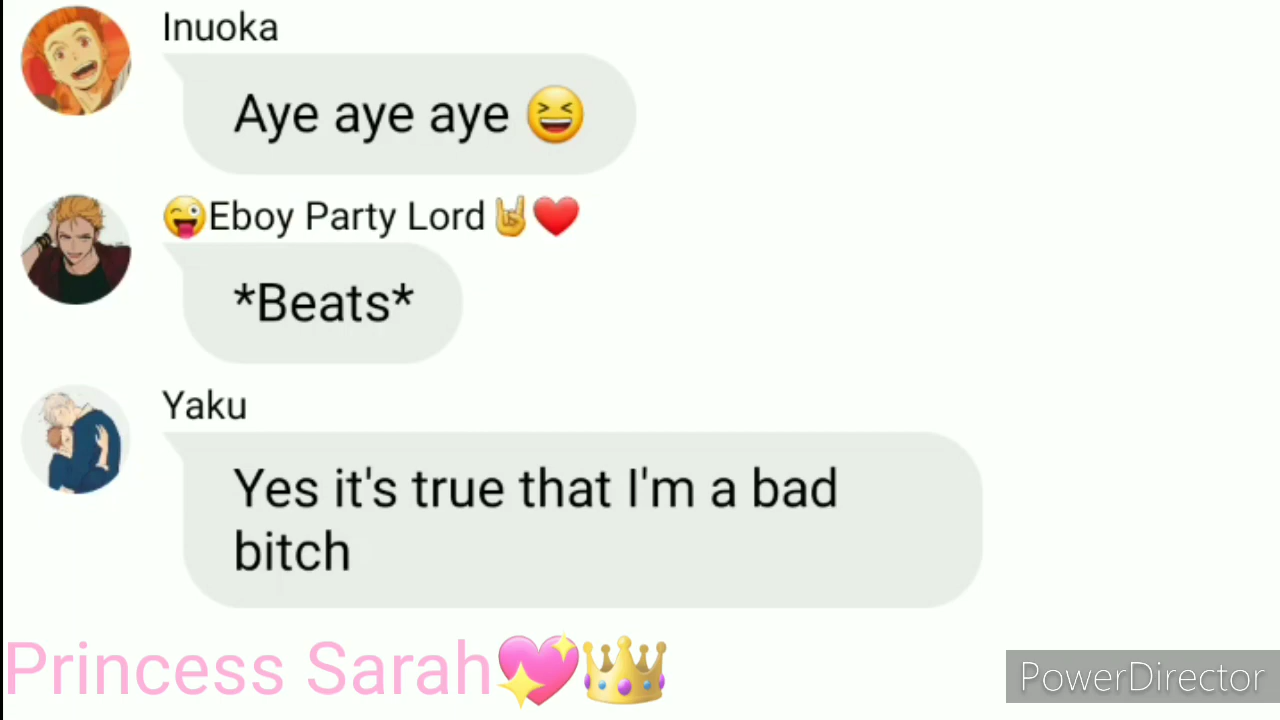 Inuoka
Aye aye aye 😆
😜Eboy Party Lord🤘❤️
*Beats*
Yaku
Yes it's true that I'm a bad
bitch
Princess Sarah💖👑
PowerDirector